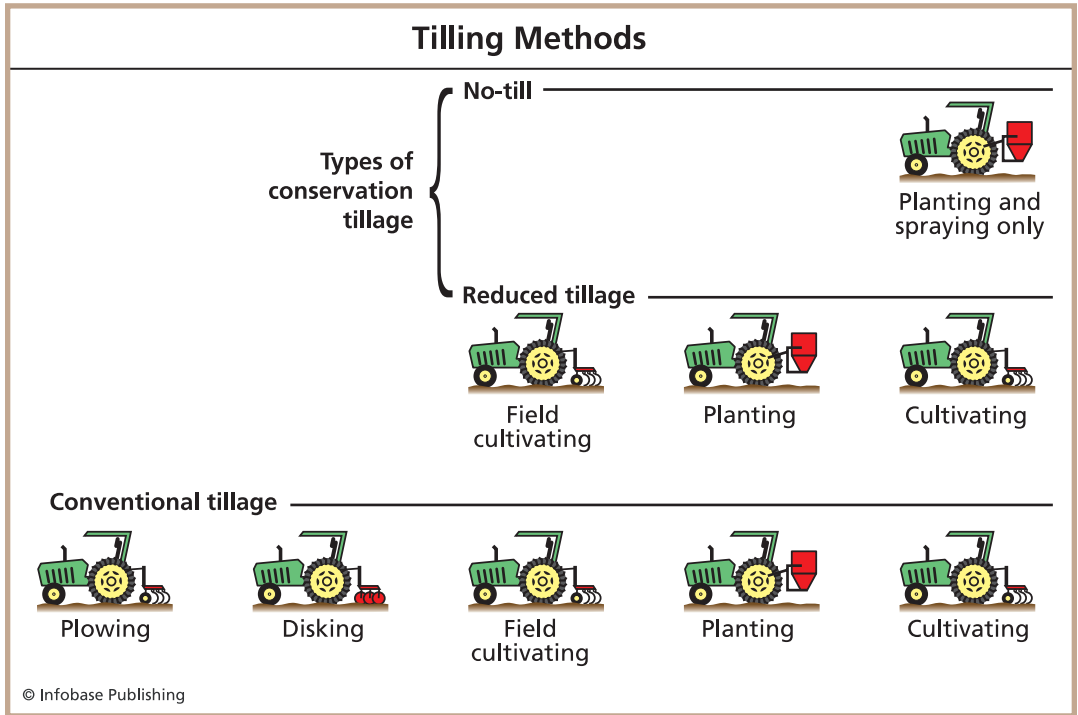 Tilling Methods
No-till
Types of
conservation
tillage
Planting and
spraying only
Reduced tillage
Field
cultivating
Planting
Cultivating
Conventional tillage
Plowing
Disking
Field
cultivating
Planting
Cultivating
© Infobase Publishing